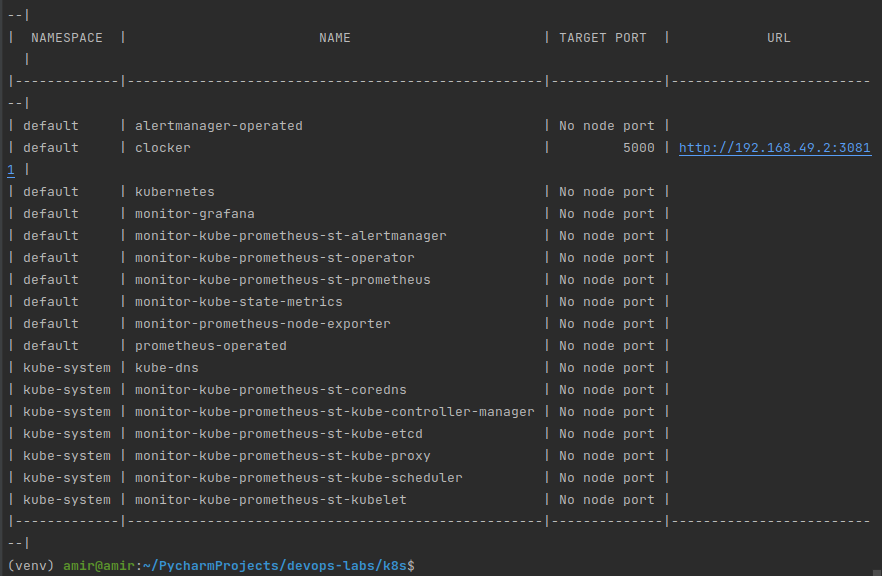 --|
|  NAMESPACE  |                        NAME                        | TARGET PORT  |            URL
  |
|-------------|----------------------------------------------------|--------------|-------------------------
--|
| default     | alertmanager-operated                              | No node port |
| default     | clocker                                            |         5000 | http://192.168.49.2:3081
1 |
| default     | kubernetes                                         | No node port |
| default     | monitor-grafana                                    | No node port |
| default     | monitor-kube-prometheus-st-alertmanager            | No node port |
| default     | monitor-kube-prometheus-st-operator                | No node port |
| default     | monitor-kube-prometheus-st-prometheus              | No node port |
| default     | monitor-kube-state-metrics                         | No node port |
| default     | monitor-prometheus-node-exporter                   | No node port |
| default     | prometheus-operated                                | No node port |
| kube-system | kube-dns                                           | No node port |
| kube-system | monitor-kube-prometheus-st-coredns                 | No node port |
| kube-system | monitor-kube-prometheus-st-kube-controller-manager | No node port |
| kube-system | monitor-kube-prometheus-st-kube-etcd               | No node port |
| kube-system | monitor-kube-prometheus-st-kube-proxy              | No node port |
| kube-system | monitor-kube-prometheus-st-kube-scheduler          | No node port |
| kube-system | monitor-kube-prometheus-st-kubelet                 | No node port |
|-------------|----------------------------------------------------|--------------|-------------------------
--|
(venv) amir@amir:~/PycharmProjects/devops-labs/k8s$